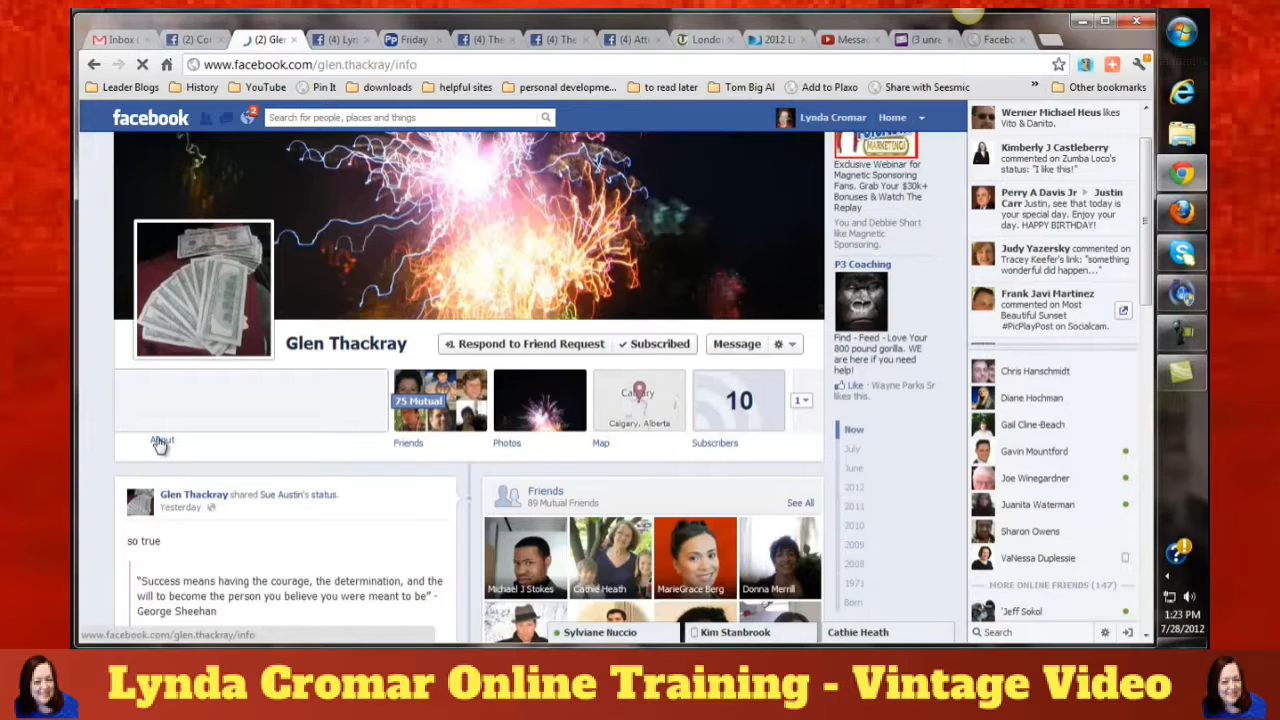 Inbox
(2) Co
(2) Gle
(4) Lyn
Friday
(4) The
(4) The
(4) Atti
London
2012 L
Messa
(3 unre
Facebo
www.facebook.com/glen.thackray/info
Leader Blogs
History
YouTube
Pin It
downloads
helpful sites
personal developme...
to read later
Tom Big Al
Add to Plaxo
Share with Seesmic
»
Other bookmarks
facebook
2
Search for people, places and things
Lynda Cromar
Home
MARKETING!
Exclusive Webinar for
Magnetic Sponsoring
Fans. Grab Your $30k+
Bonuses & Watch The
Replay
You and Debbie Short
like Magnetic
Sponsoring.
P3 Coaching
Find - Feed - Love Your
800 pound gorilla. WE
are here if you need
help!
Like · Wayne Parks Sr
likes this.
Glen Thackray
+1 Respond to Friend Request
✓ Subscribed
Message
About
75 Mutual
Friends
Photos
Calgary
Calgary, Alberta
Map
10
Subscribers
1
Glen Thackray shared Sue Austin's status.
Yesterday
so true
“Success means having the courage, the determination, and the
will to become the person you believe you were meant to be” -
George Sheehan
Friends
89 Mutual Friends
See All
Michael J Stokes
Cathie Heath
MarieGrace Berg
Donna Merrill
Now
July
June
2012
2011
2010
2009
2008
1971
Born
Werner Michael Heus likes
Vito & Danito.
Kimberly J Castleberry
commented on Zumba Loco's
status: "I like this!"
Perry A Davis Jr ▸ Justin
Carr Justin, see that today is
your special day. Enjoy your
day. HAPPY BIRTHDAY!
Judy Yazersky commented on
Tracey Keefer's link: "something
wonderful did happen..."
Frank Javi Martinez
commented on Most
Beautiful Sunset
#PicPlayPost on Socialcam.
Chris Hanschmidt
Diane Hochman
Gail Cline-Beach
Gavin Mountford
Joe Winegardner
Juanita Waterman
Sharon Owens
VaNessa Duplessie
MORE ONLINE FRIENDS (147)
'Jeff Sokol
Search
www.facebook.com/glen.thackray/info
Sylviane Nuccio
Kim Stanbrook
Cathie Heath
1:23 PM
7/28/2012
Lynda Cromar Online Training - Vintage Video